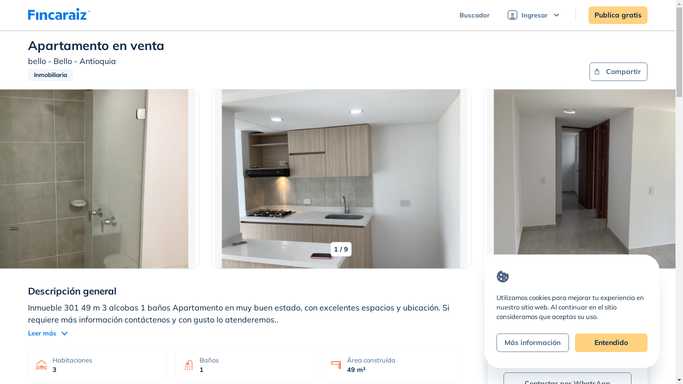 Fincaraiz
Buscador
Ingresar
Publica gratis
Apartamento en venta
bello - Bello - Antioquia
Inmobiliaria
Compartir
1 / 9
Descripción general
Inmueble 301 49 m 3 alcobas 1 baños Apartamento en muy buen estado, con excelentes espacios y ubicación. Si
requiere más información contáctenos y con gusto lo atenderemos..
Leer más
Habitaciones
3
Baños
1
Área construida
49 m²
Utilizamos cookies para mejorar tu experiencia en
nuestro sitio web. Al continuar en el sitio
consideramos que aceptas su uso.
Más información
Entendido
Contactar por WhatsApp